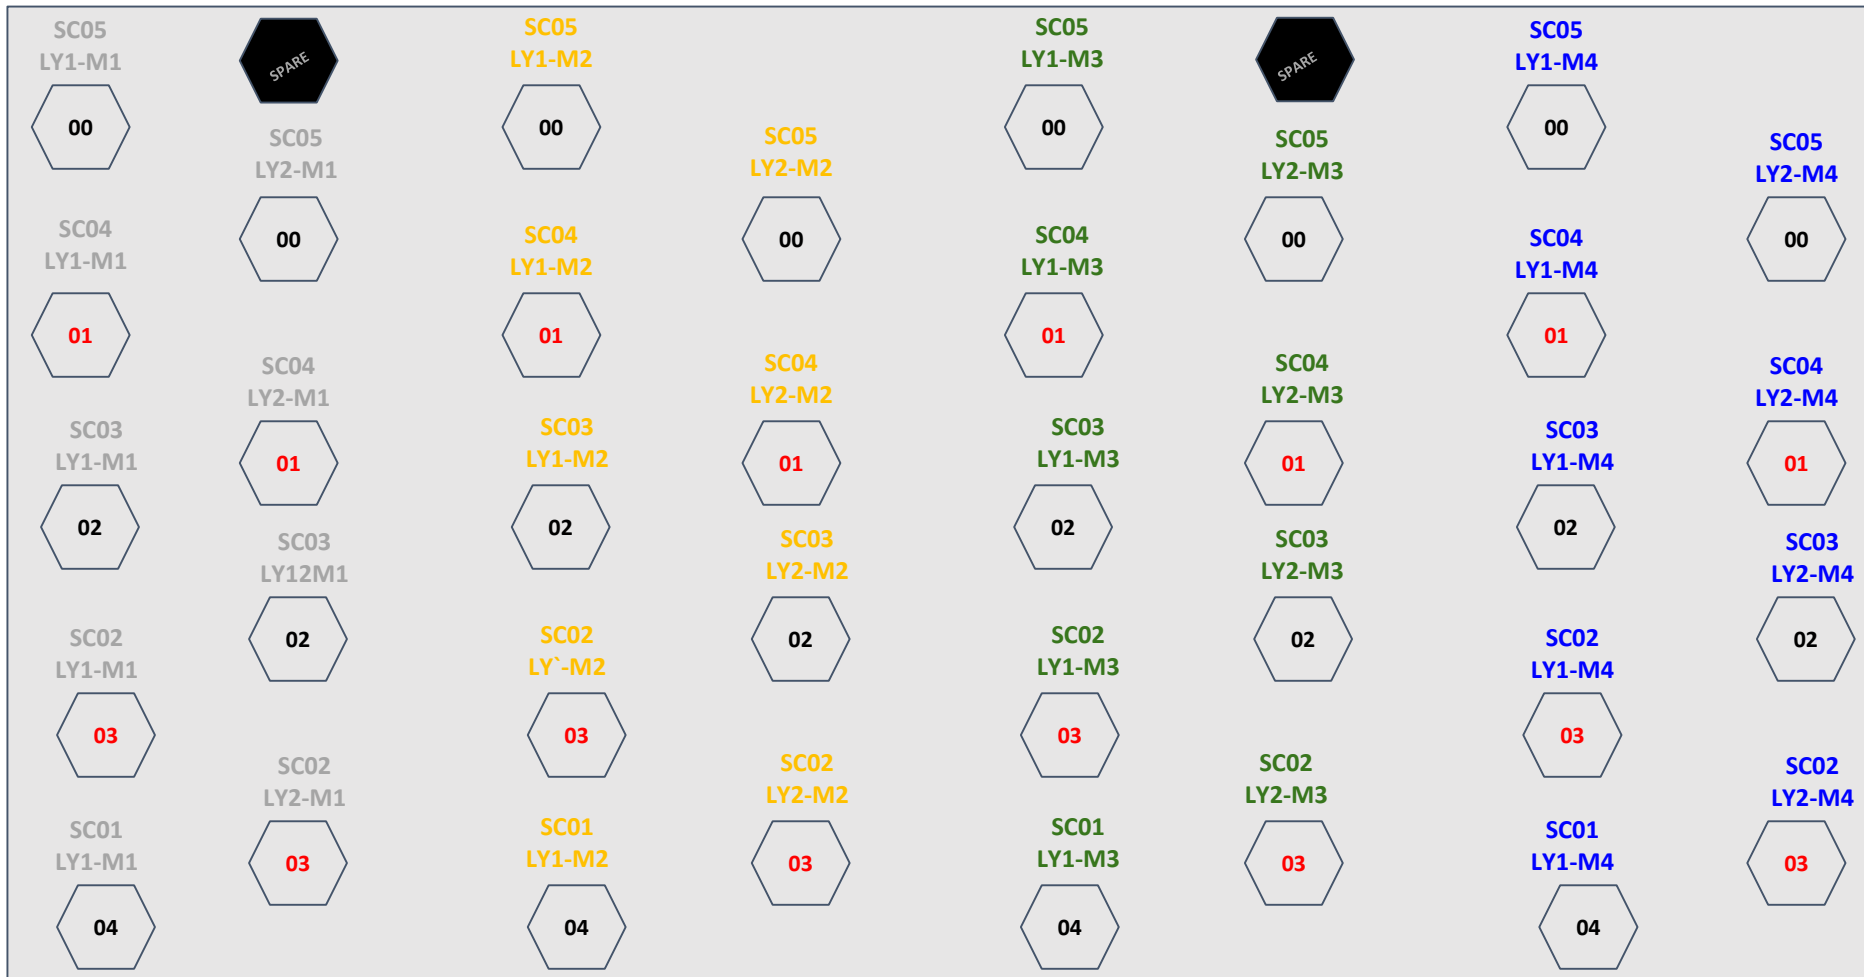 SC05
LY1-M1
SPARE
SC05
LY1-M2
SC05
LY1-M3
SPARE
SC05
LY1-M4
00
SC05
LY2-M1
00
SC05
LY2-M2
00
SC05
LY2-M3
00
SC05
LY2-M4
SC04
LY1-M1
00
SC04
LY1-M2
00
SC04
LY1-M3
00
SC04
LY1-M4
00
01
SC04
LY2-M1
01
SC04
LY2-M2
01
SC04
LY2-M3
01
SC04
LY2-M4
SC03
LY1-M1
01
SC03
LY1-M2
01
SC03
LY1-M3
01
SC03
LY1-M4
01
02
SC03
LY12M1
02
SC03
LY2-M2
02
SC03
LY2-M3
02
SC03
LY2-M4
SC02
LY1-M1
02
SC02
LY`-M2
02
SC02
LY1-M3
02
SC02
LY1-M4
02
03
SC02
LY2-M1
03
SC02
LY2-M2
03
SC02
LY2-M3
03
SC02
LY2-M4
SC01
LY1-M1
03
SC01
LY1-M2
03
SC01
LY1-M3
03
SC01
LY1-M4
03
04
04
04
04